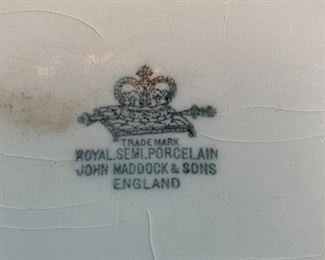 TRADE MARK
ROYAL.SEMI.PORCELAIN
JOHN MADDOCK & SONS
ENGLAND